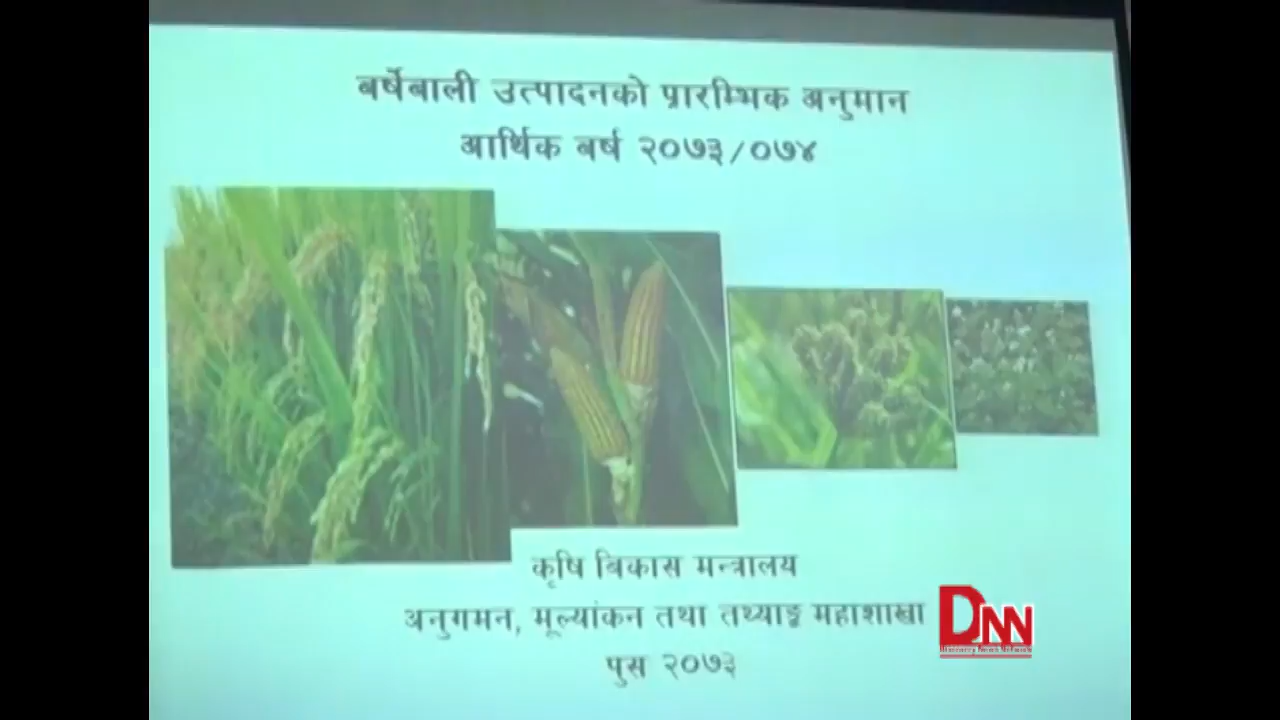 बर्षेबाली उत्पादनको प्रारम्भिक अनुमान
आर्थिक बर्ष २०७३/०७४
कृषि बिकास मन्त्रालय
अनुगमन, मूल्यांकन तथा तथ्याङ्क महाशाखा
पुस २०७३
DNN